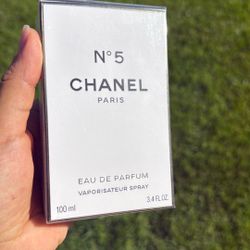 N°5
CHANEL
PARIS
EAU DE PARFUM
VAPORISATEUR SPRAY
100 ml 3.4 FL.OZ.